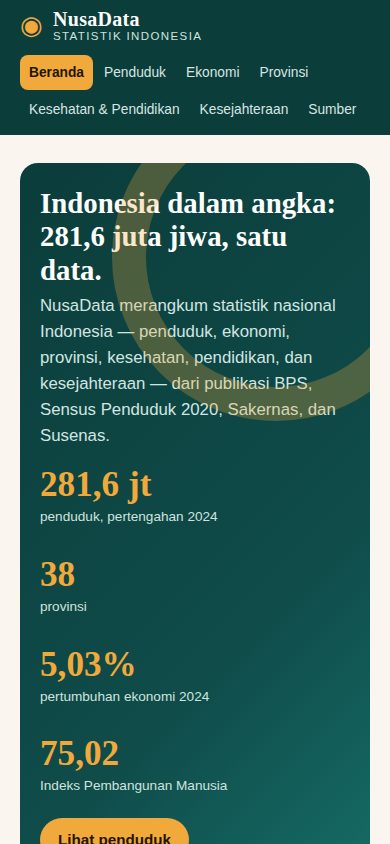 NusaData
STATISTIK INDONESIA
Beranda Penduduk Ekonomi Provinsi
Kesehatan & Pendidikan Kesejahteraan Sumber
Indonesia dalam angka:
281,6 juta jiwa, satu
data.
NusaData merangkum statistik nasional
Indonesia — penduduk, ekonomi,
provinsi, kesehatan, pendidikan, dan
kesejahteraan — dari publikasi BPS,
Sensus Penduduk 2020, Sakernas, dan
Susenas.
281,6 jt
penduduk, pertengahan 2024
38
provinsi
5,03%
pertumbuhan ekonomi 2024
75,02
Indeks Pembangunan Manusia
Lihat penduduk